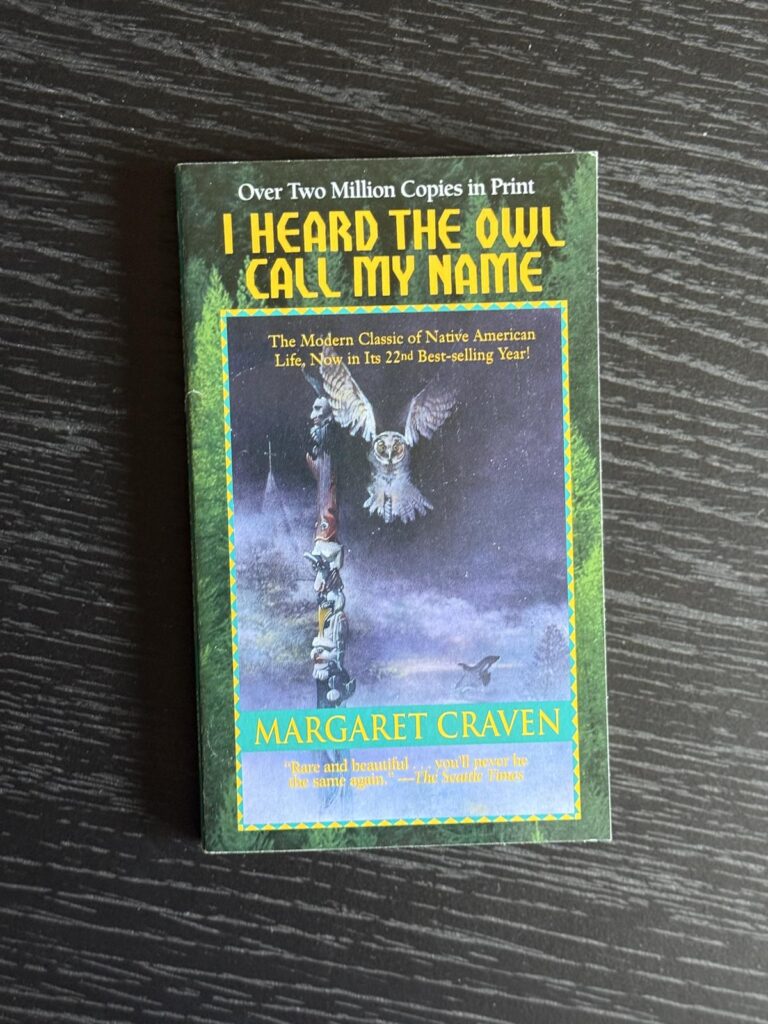 Over Two Million Copies in Print
I HEARD THE OWL
CALL MY NAME
The Modern Classic of Native American
Life, Now in Its 22nd Best-selling Year!
MARGARET CRAVEN
“Rare and beautiful . . . you'll never be
the same again.” —The Seattle Times